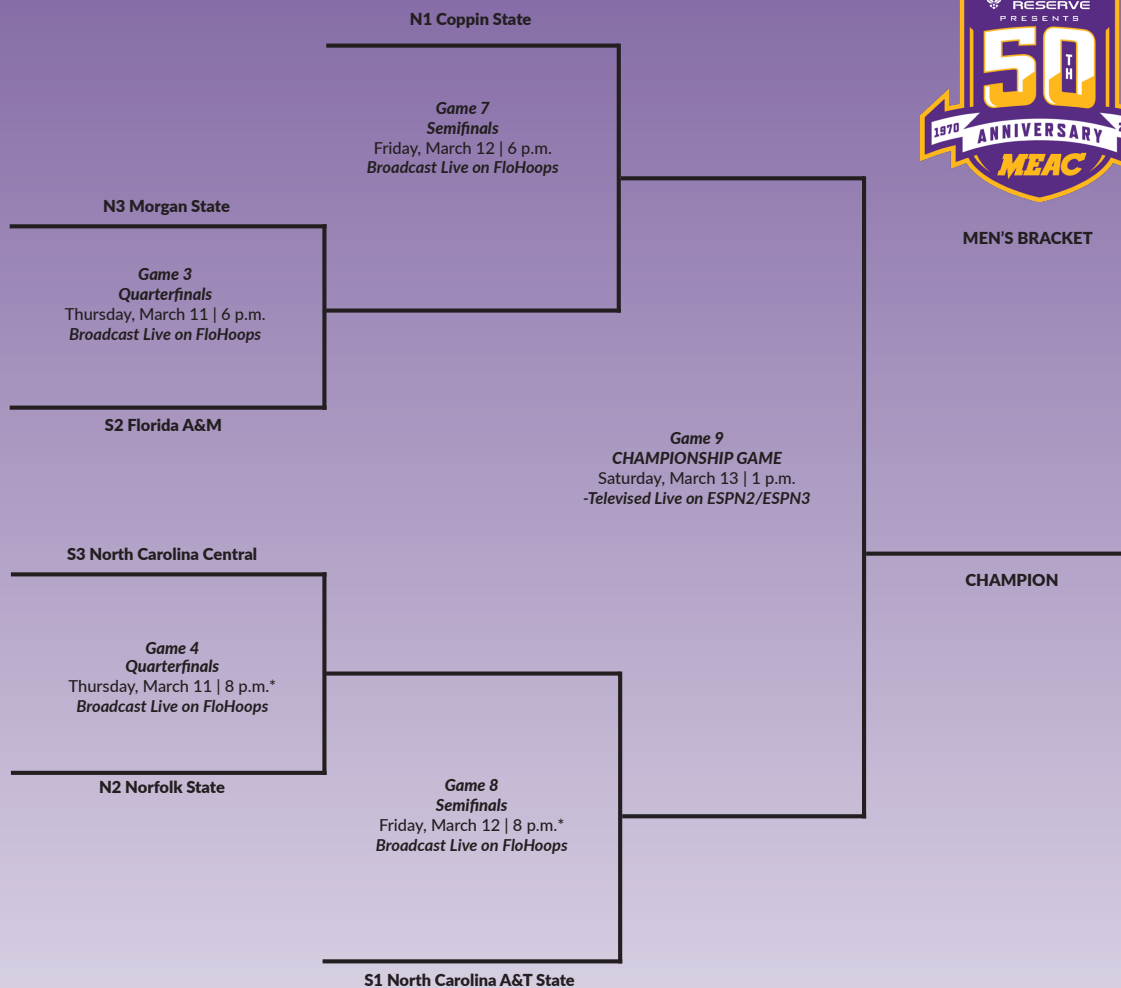 N1 Coppin State
RESERVE
PRESENTS
50
TH
1970
ANNIVERSARY
MEAC
MEN'S BRACKET
Game 7
Semifinals
Friday, March 12 | 6 p.m.
Broadcast Live on FloHoops
N3 Morgan State
Game 3
Quarterfinals
Thursday, March 11 | 6 p.m.
Broadcast Live on FloHoops
S2 Florida A&M
Game 9
CHAMPIONSHIP GAME
Saturday, March 13 | 1 p.m.
-Televised Live on ESPN2/ESPN3
S3 North Carolina Central
CHAMPION
Game 4
Quarterfinals
Thursday, March 11 | 8 p.m.*
Broadcast Live on FloHoops
N2 Norfolk State
Game 8
Semifinals
Friday, March 12 | 8 p.m.*
Broadcast Live on FloHoops
S1 North Carolina A&T State